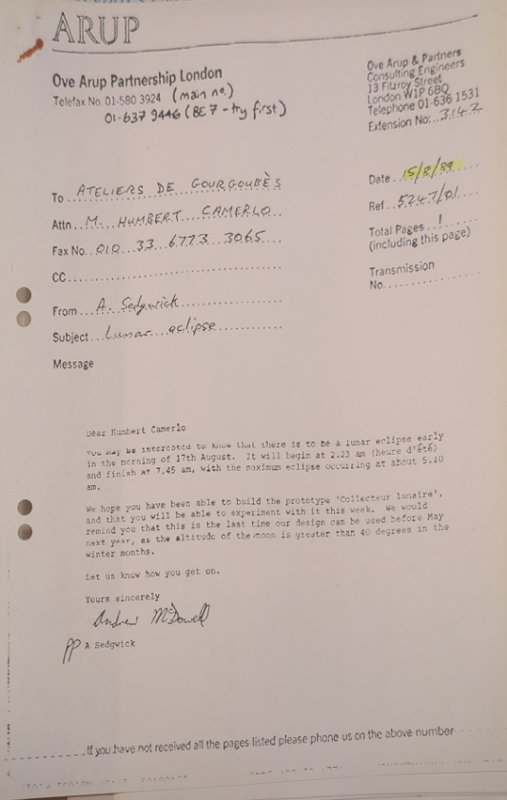 ARUP
Ove Arup Partnership London
Telefax No. 01-580 3924 (main no.)
01-637 9446 (BE7 - try first)
Ove Arup & Partners
Consulting Engineers
13 Fitzroy Street
London W1P 6BQ
Telephone 01-636 1531
Extension No: 3142
To ATELIERS DE GOURGOUBÈS
Attn M. HUMBERT CAMERLO
Fax No. 010 33 6773 3065
CC
From A. Sedgwick
Subject Lunar eclipse
Message
Date 15/8/89
Ref 5247/01
Total Pages 1
(including this page)
Transmission
No.
Dear Humbert Camerlo
You may be interested to know that there is to be a lunar eclipse early
in the morning of 17th August. It will begin at 2.23 am (heure d'été)
and finish at 7.45 am, with the maximum eclipse occurring at about 5.10
am.
We hope you have been able to build the prototype 'Collecteur lunaire',
and that you will be able to experiment with it this week. We would
remind you that this is the last time our design can be used before May
next year, as the altitude of the moon is greater than 40 degrees in the
winter months.
Let us know how you get on.
Yours sincerely
Andrew McDowell
pp A Sedgwick
If you have not received all the pages listed please phone us on the above number